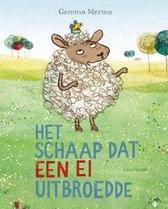 Gemma Merino
HET
SCHAAP DAT
EEN EI
UITBROEDDE